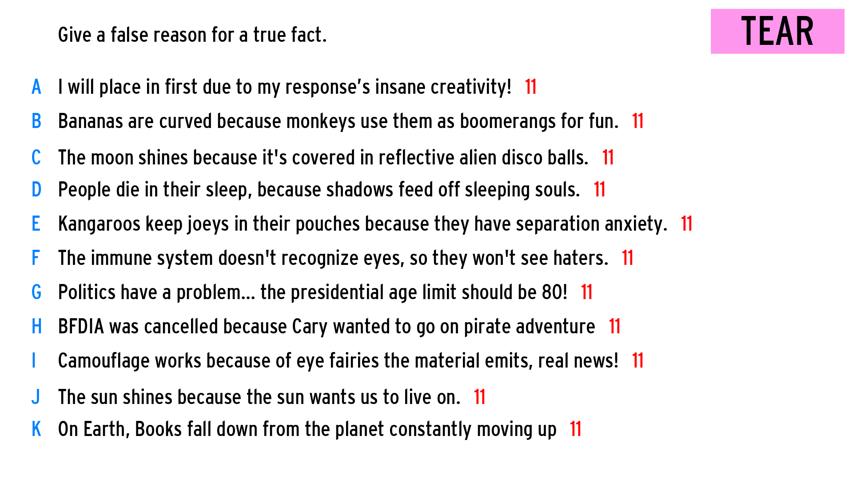 Give a false reason for a true fact.
TEAR
A I will place in first due to my response's insane creativity! 11
B Bananas are curved because monkeys use them as boomerangs for fun. 11
C The moon shines because it's covered in reflective alien disco balls. 11
D People die in their sleep, because shadows feed off sleeping souls. 11
E Kangaroos keep joeys in their pouches because they have separation anxiety. 11
F The immune system doesn't recognize eyes, so they won't see haters. 11
G Politics have a problem... the presidential age limit should be 80! 11
H BFDIA was cancelled because Cary wanted to go on pirate adventure 11
I Camouflage works because of eye fairies the material emits, real news! 11
J The sun shines because the sun wants us to live on. 11
K On Earth, Books fall down from the planet constantly moving up 11